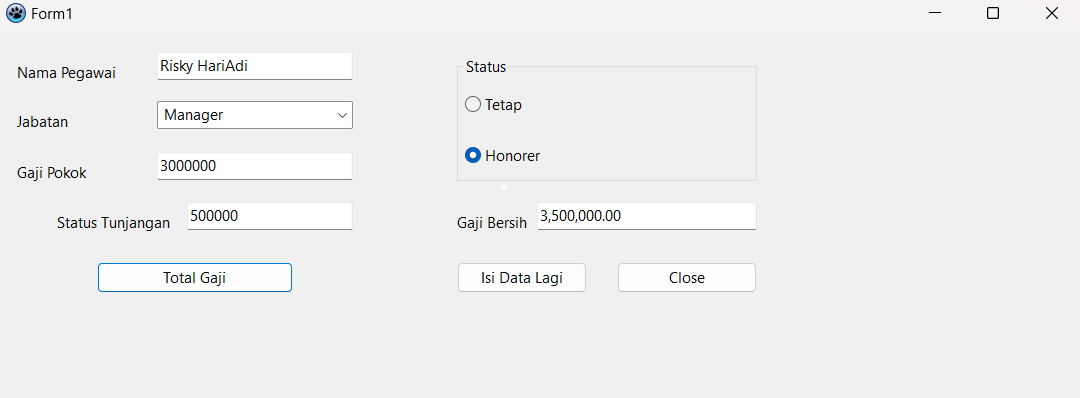 Form1
Nama Pegawai Risky HariAdi
Jabatan Manager
Gaji Pokok 3000000
Status Tunjangan 500000
Total Gaji
Status
Tetap
Honorer
Gaji Bersih 3,500,000.00
Isi Data Lagi Close